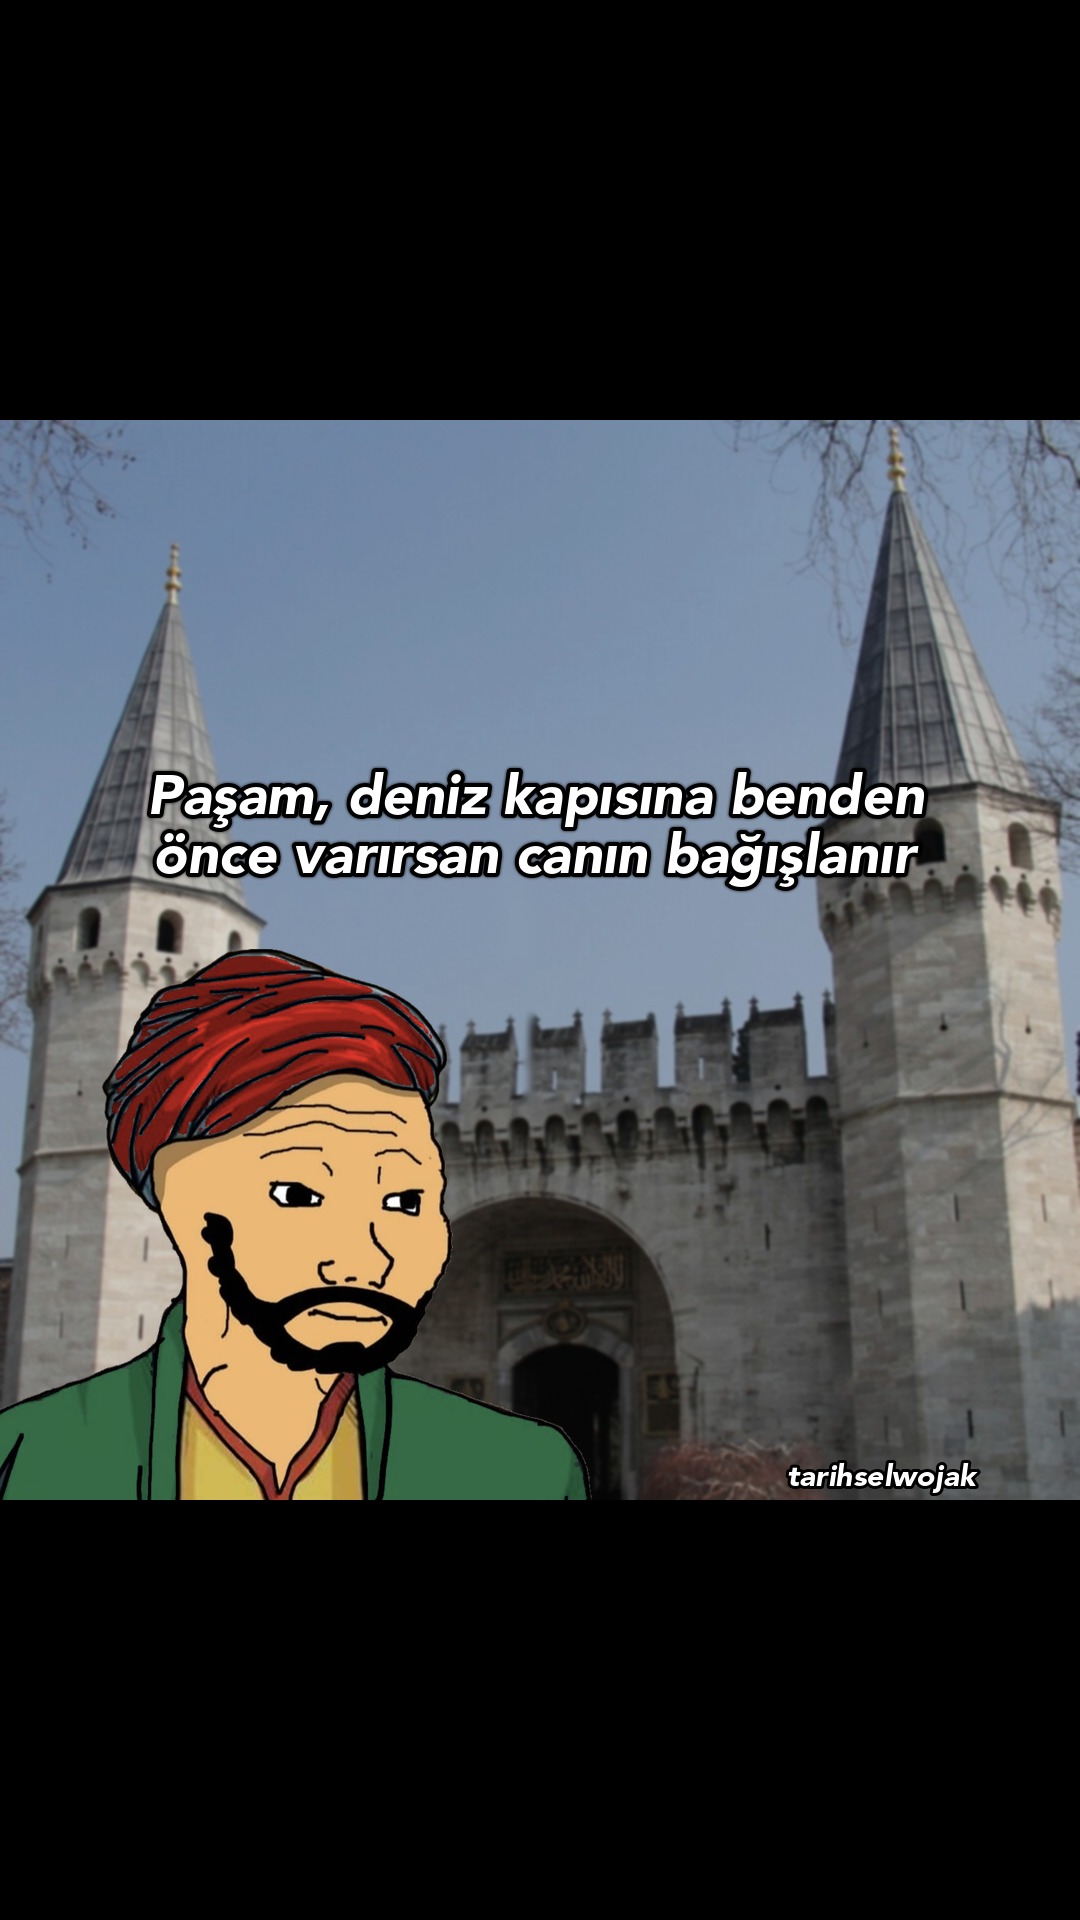 Paşam, deniz kapısına benden
önce varırsan canın bağışlanır
tarihselwojak